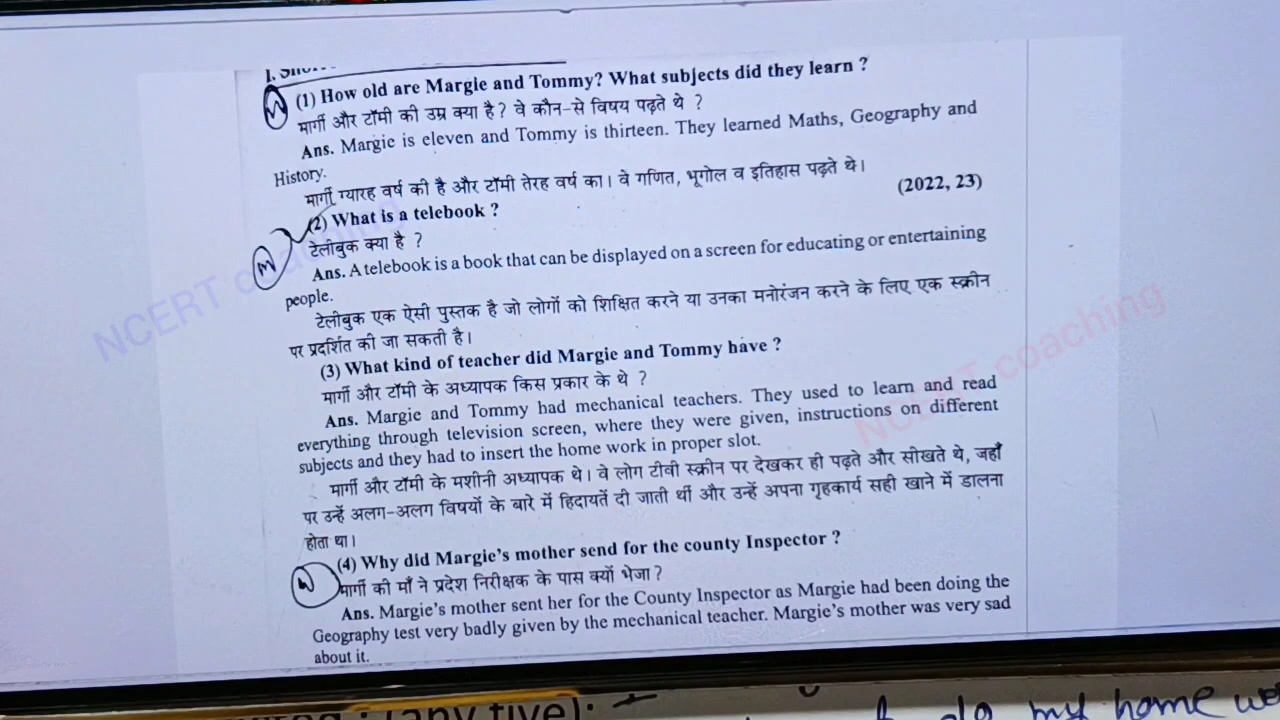 (1) How old are Margie and Tommy? What subjects did they learn ?
मार्गी और टॉमी की उम्र क्या है? वे कौन-से विषय पढ़ते थे ?
Ans. Margie is eleven and Tommy is thirteen. They learned Maths, Geography and
History.
मार्गी ग्यारह वर्ष की है और टॉमी तेरह वर्ष का। वे गणित, भूगोल व इतिहास पढ़ते थे।
(2022, 23)
(2) What is a telebook ?
टेलीबुक क्या है ?
Ans. A telebook is a book that can be displayed on a screen for educating or entertaining
people.
टेलीबुक एक ऐसी पुस्तक है जो लोगों को शिक्षित करने या उनका मनोरंजन करने के लिए एक स्क्रीन
पर प्रदर्शित की जा सकती है।
(3) What kind of teacher did Margie and Tommy have ?
मार्गी और टॉमी के अध्यापक किस प्रकार के थे ?
Ans. Margie and Tommy had mechanical teachers. They used to learn and read
everything through television screen, where they were given, instructions on different
subjects and they had to insert the home work in proper slot.
मार्गी और टॉमी के मशीनी अध्यापक थे। वे लोग टीवी स्क्रीन पर देखकर ही पढ़ते और सीखते थे, जहाँ
पर उन्हें अलग-अलग विषयों के बारे में हिदायतें दी जाती थीं और उन्हें अपना गृहकार्य सही खाने में डालना
होता था।
(4) Why did Margie's mother send for the county Inspector ?
मार्गी की माँ ने प्रदेश निरीक्षक के पास क्यों भेजा ?
Ans. Margie's mother sent her for the County Inspector as Margie had been doing the
Geography test very badly given by the mechanical teacher. Margie's mother was very sad
about it.
NCERT coaching
NCERT coaching
(any five):
do my home